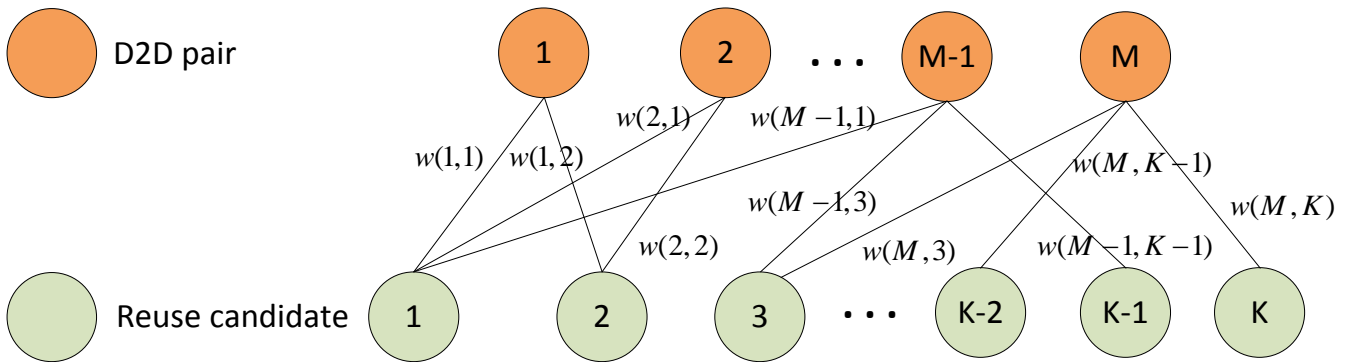 D2D pair
1
2
. . .
M-1
M
w(1,1)
w(1,2)
w(2,1)
w(M −1,1)
w(2,2)
w(M −1,3)
w(M ,3)
w(M , K −1)
w(M −1, K −1)
w(M , K)
Reuse candidate
1
2
3
. . .
K-2
K-1
K